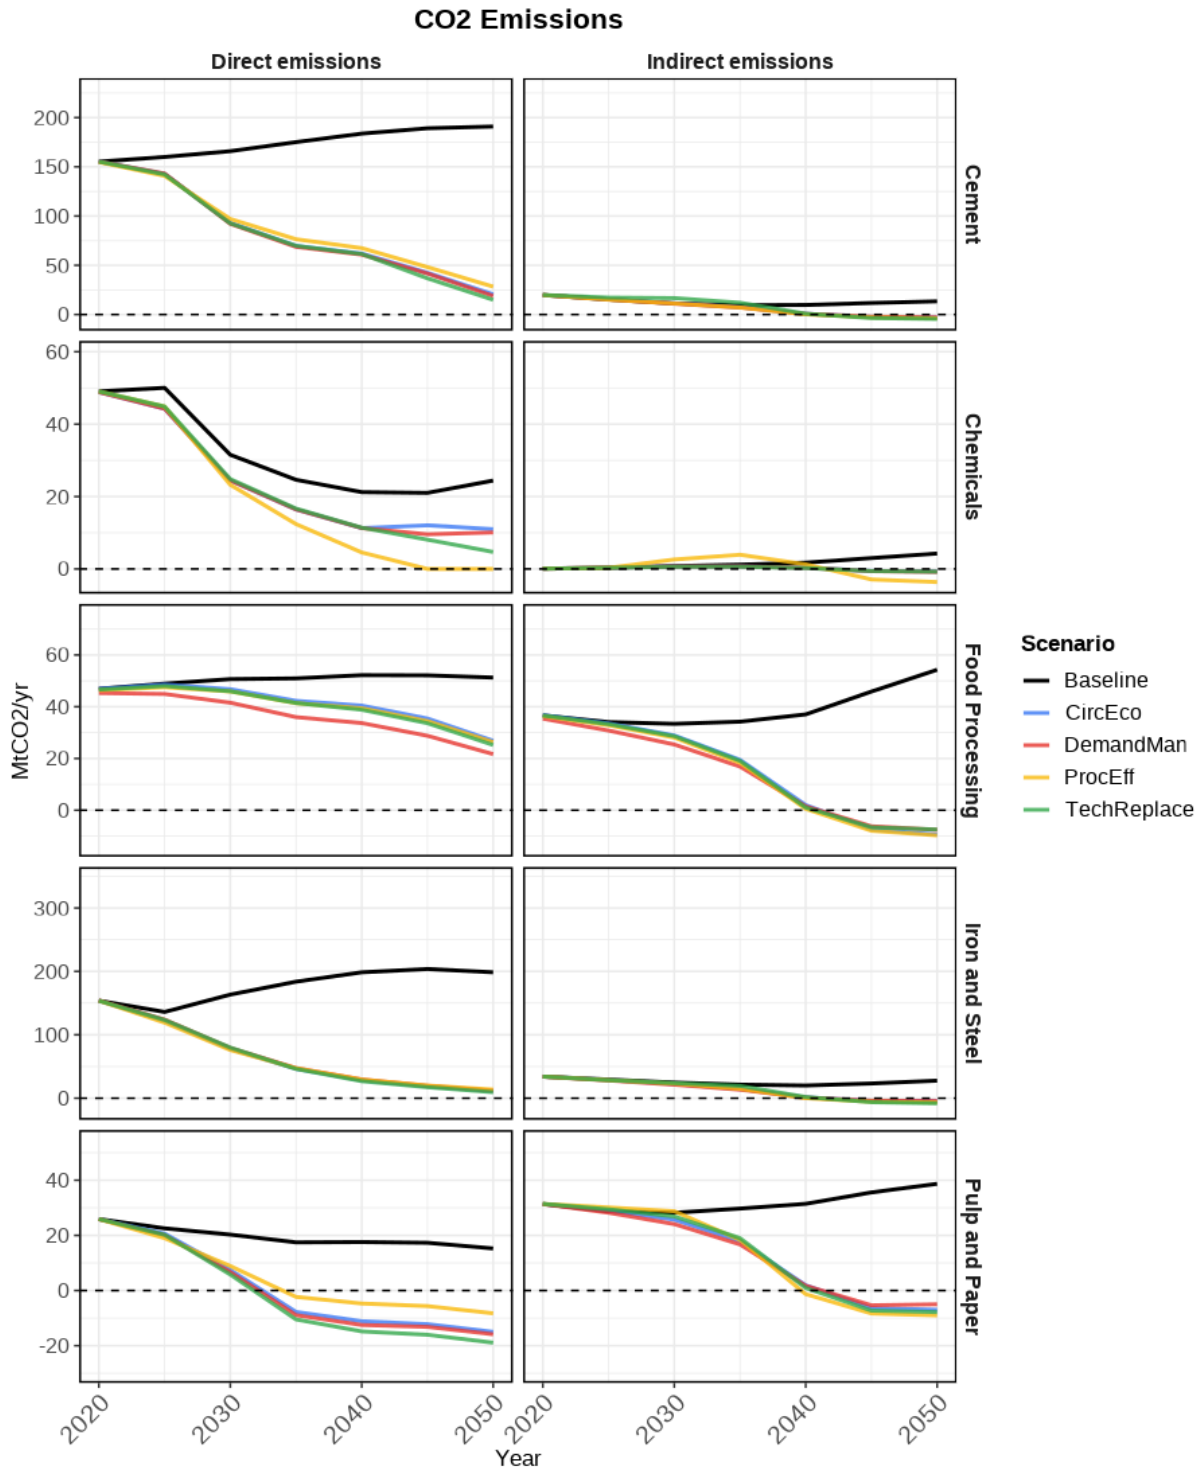 CO2 Emissions
Direct emissions
Indirect emissions
200
150
100
50
0
Cement
60
40
20
0
Chemicals
60
40
20
0
Food Processing
300
200
100
0
Iron and Steel
40
20
0
-20
Pulp and Paper
MtCO2/yr
2020
2030
2040
2050
2020
2030
2040
2050
Year
Scenario
Baseline
CircEco
DemandMan
ProcEff
TechReplace